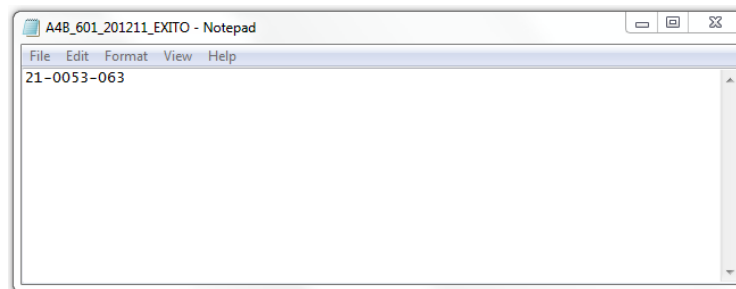 A4B_601_201211_EXITO - Notepad
File Edit Format View Help
21-0053-063